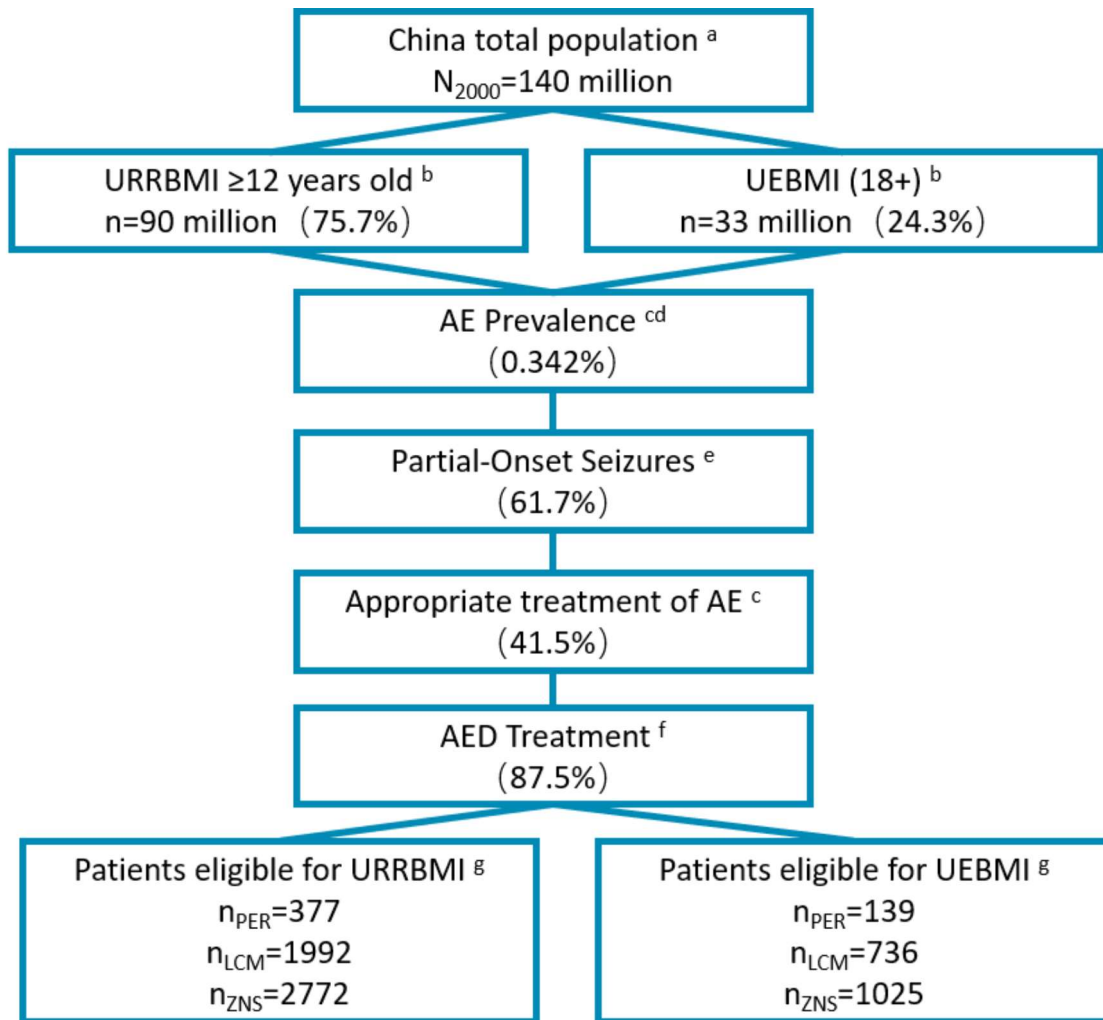 China total population ᵃ
N₂₀₀₀=140 million
URRBMI ≥12 years old ᵇ
n=90 million（75.7%）
UEBMI (18+) ᵇ
n=33 million（24.3%）
AE Prevalence ᶜᵈ
（0.342%）
Partial-Onset Seizures ᵉ
（61.7%）
Appropriate treatment of AE ᶜ
（41.5%）
AED Treatment ᶠ
（87.5%）
Patients eligible for URRBMI ᵍ
nPER=377
nLCM=1992
nZNS=2772
Patients eligible for UEBMI ᵍ
nPER=139
nLCM=736
nZNS=1025